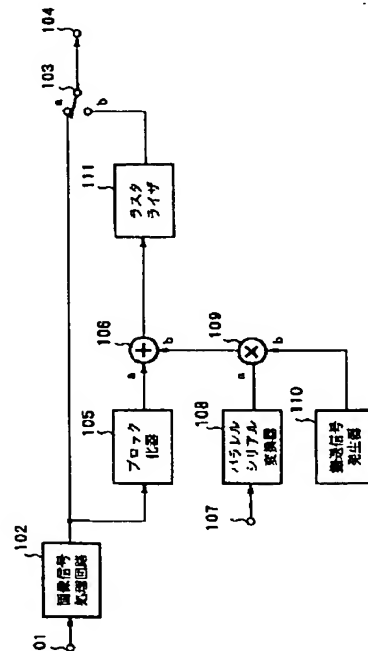 01
102
画像信号
処理回路
103
104
a
b
105
ブロック
化器
106
a
b
111
ラスタ
ライザ
107
108
パラレル
シリアル
変換器
109
a
b
110
搬送信号
発生器